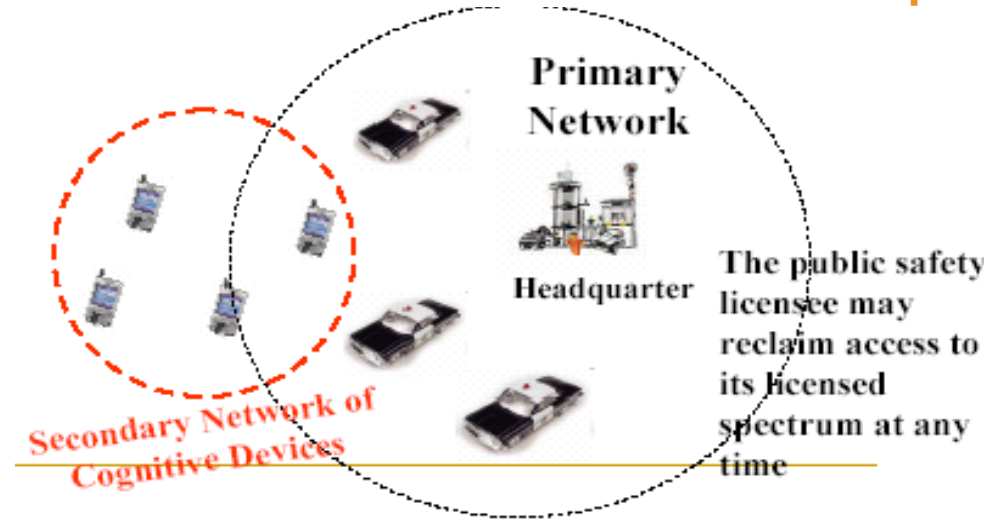 Primary
Network
Headquarter
The public safety
licensee may
reclaim access to
its licensed
spectrum at any
time
Secondary Network of
Cognitive Devices